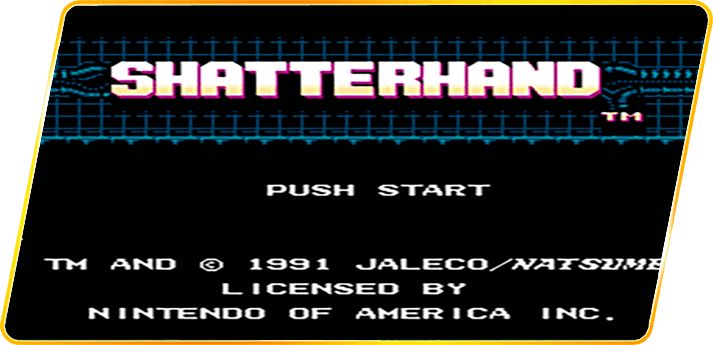 SHATTERHAND
TM
PUSH START
TM AND © 1991 JALECO/NATSUME
LICENSED BY
NINTENDO OF AMERICA INC.